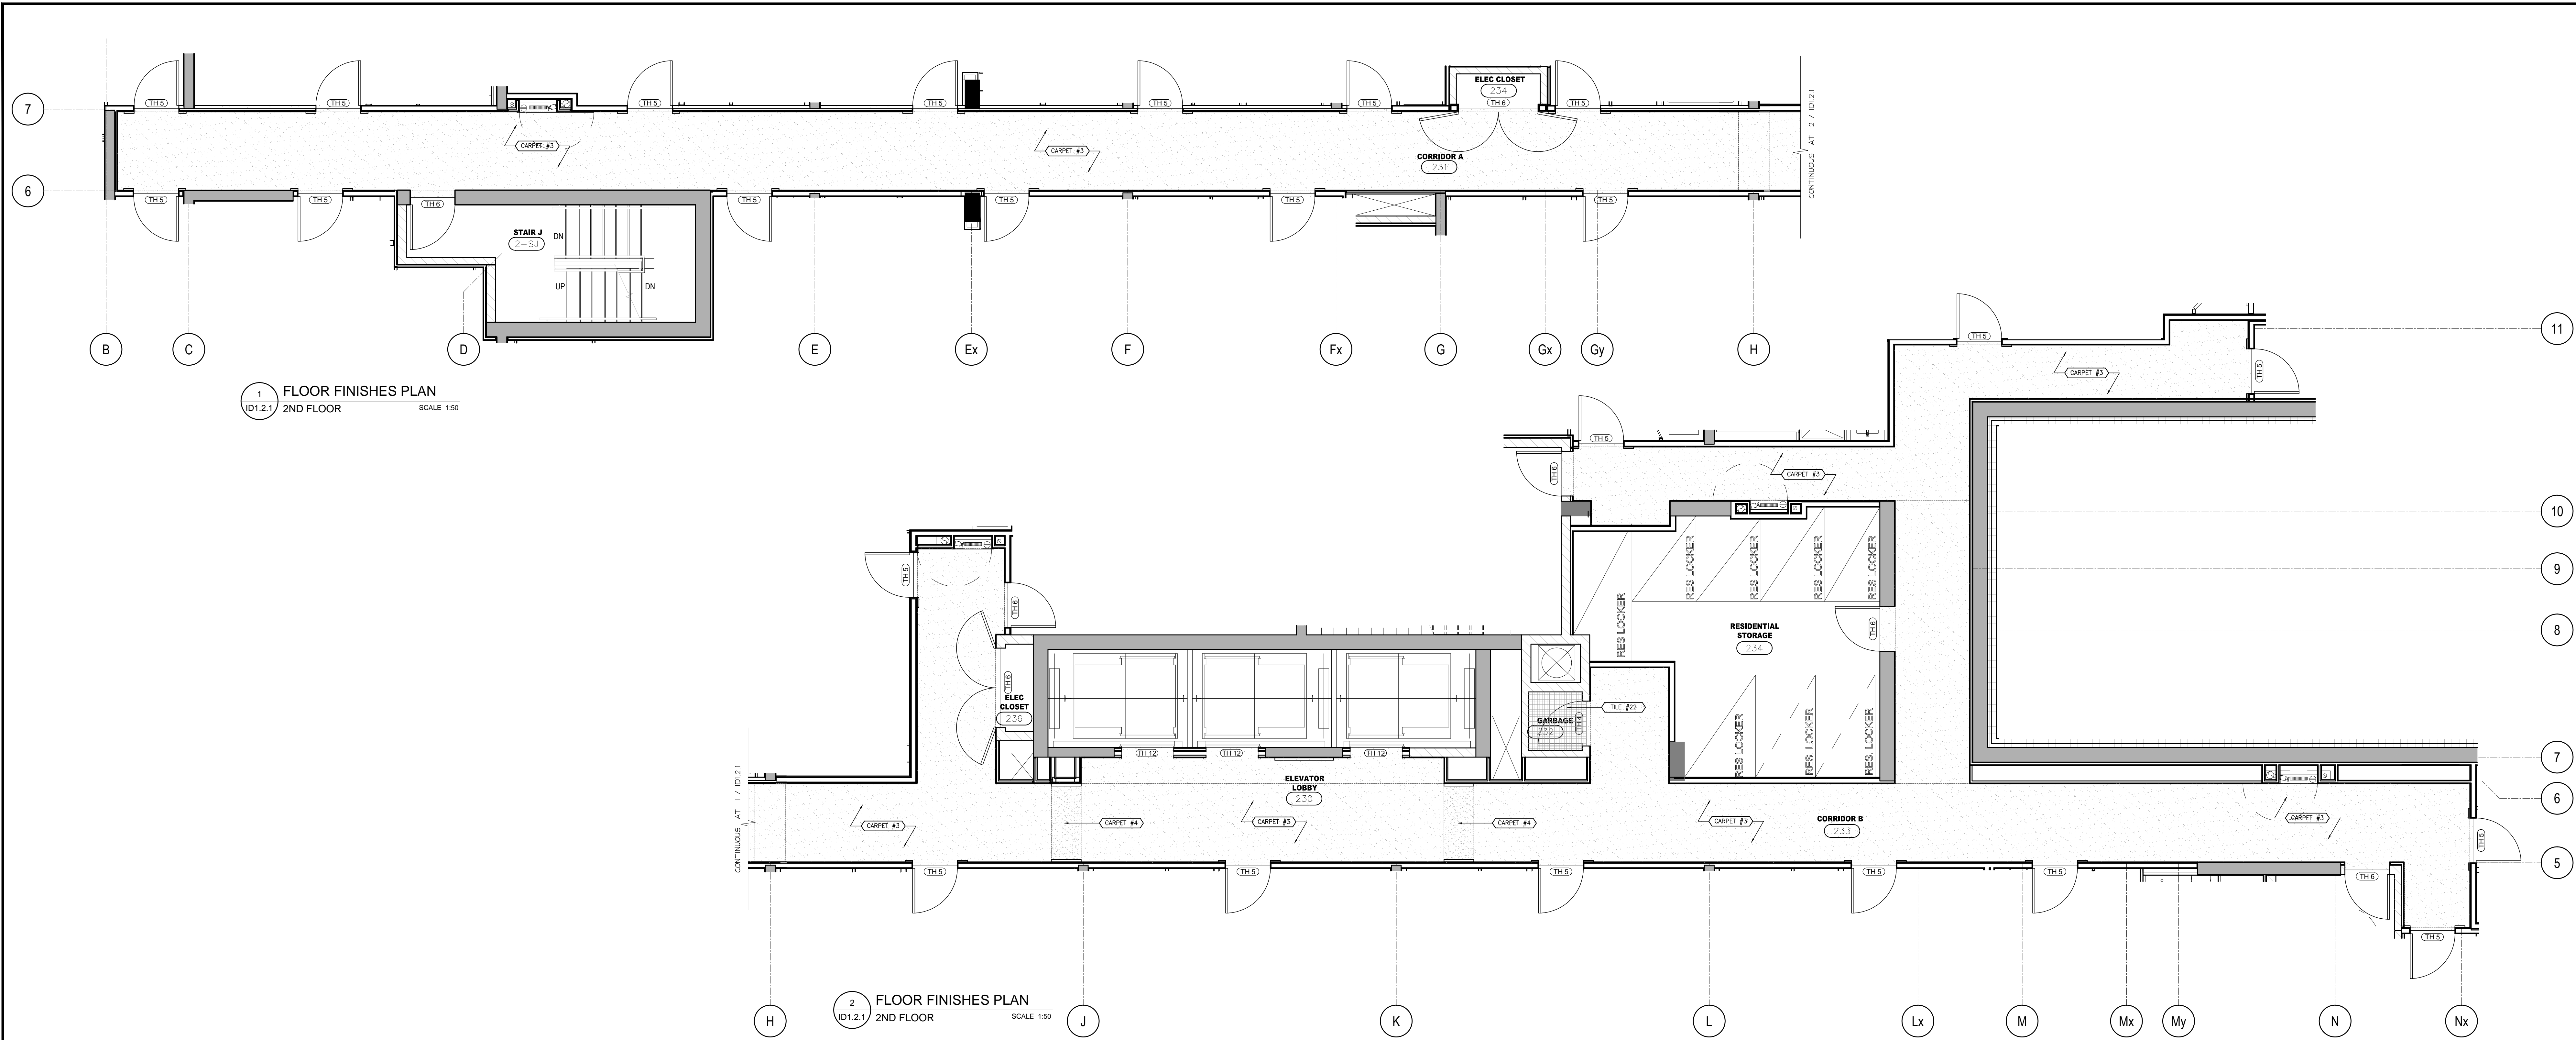 TH 5
TH 5
TH 5
TH 5
TH 5
TH 5
ELEC CLOSET
234
TH 6
TH 5
7
CARPET #3
CARPET #3
CORRIDOR A
231
CONTINUOUS AT 2 / ID1.2.1
6
TH 5
TH 5
TH 6
TH 5
TH 5
TH 5
TH 5
STAIR J
2-SJ
DN
UP
DN
B
C
D
E
Ex
F
Fx
G
Gx
Gy
H
1
ID1.2.1
FLOOR FINISHES PLAN
2ND FLOOR
SCALE 1:50
TH 5
11
CARPET #3
TH 5
TH 5
TH 6
CARPET #3
10
9
8
RES LOCKER
RES LOCKER
RES LOCKER
RES LOCKER
RES LOCKER
RESIDENTIAL
STORAGE
234
TH 6
TH 5
TH 6
TH 6
ELEC
CLOSET
236
GARBAGE
232
TH 4
TILE #22
RES LOCKER
RES. LOCKER
RES. LOCKER
TH 12
TH 12
TH 12
7
CONTINUOUS AT 1 / ID1.2.1
ELEVATOR
LOBBY
230
6
CARPET #3
CARPET #4
CARPET #3
CARPET #4
CARPET #3
CORRIDOR B
233
CARPET #3
TH 5
5
TH 5
TH 5
TH 5
TH 5
TH 5
TH 6
TH 5
2
ID1.2.1
FLOOR FINISHES PLAN
2ND FLOOR
SCALE 1:50
H
J
K
L
Lx
M
Mx
My
N
Nx